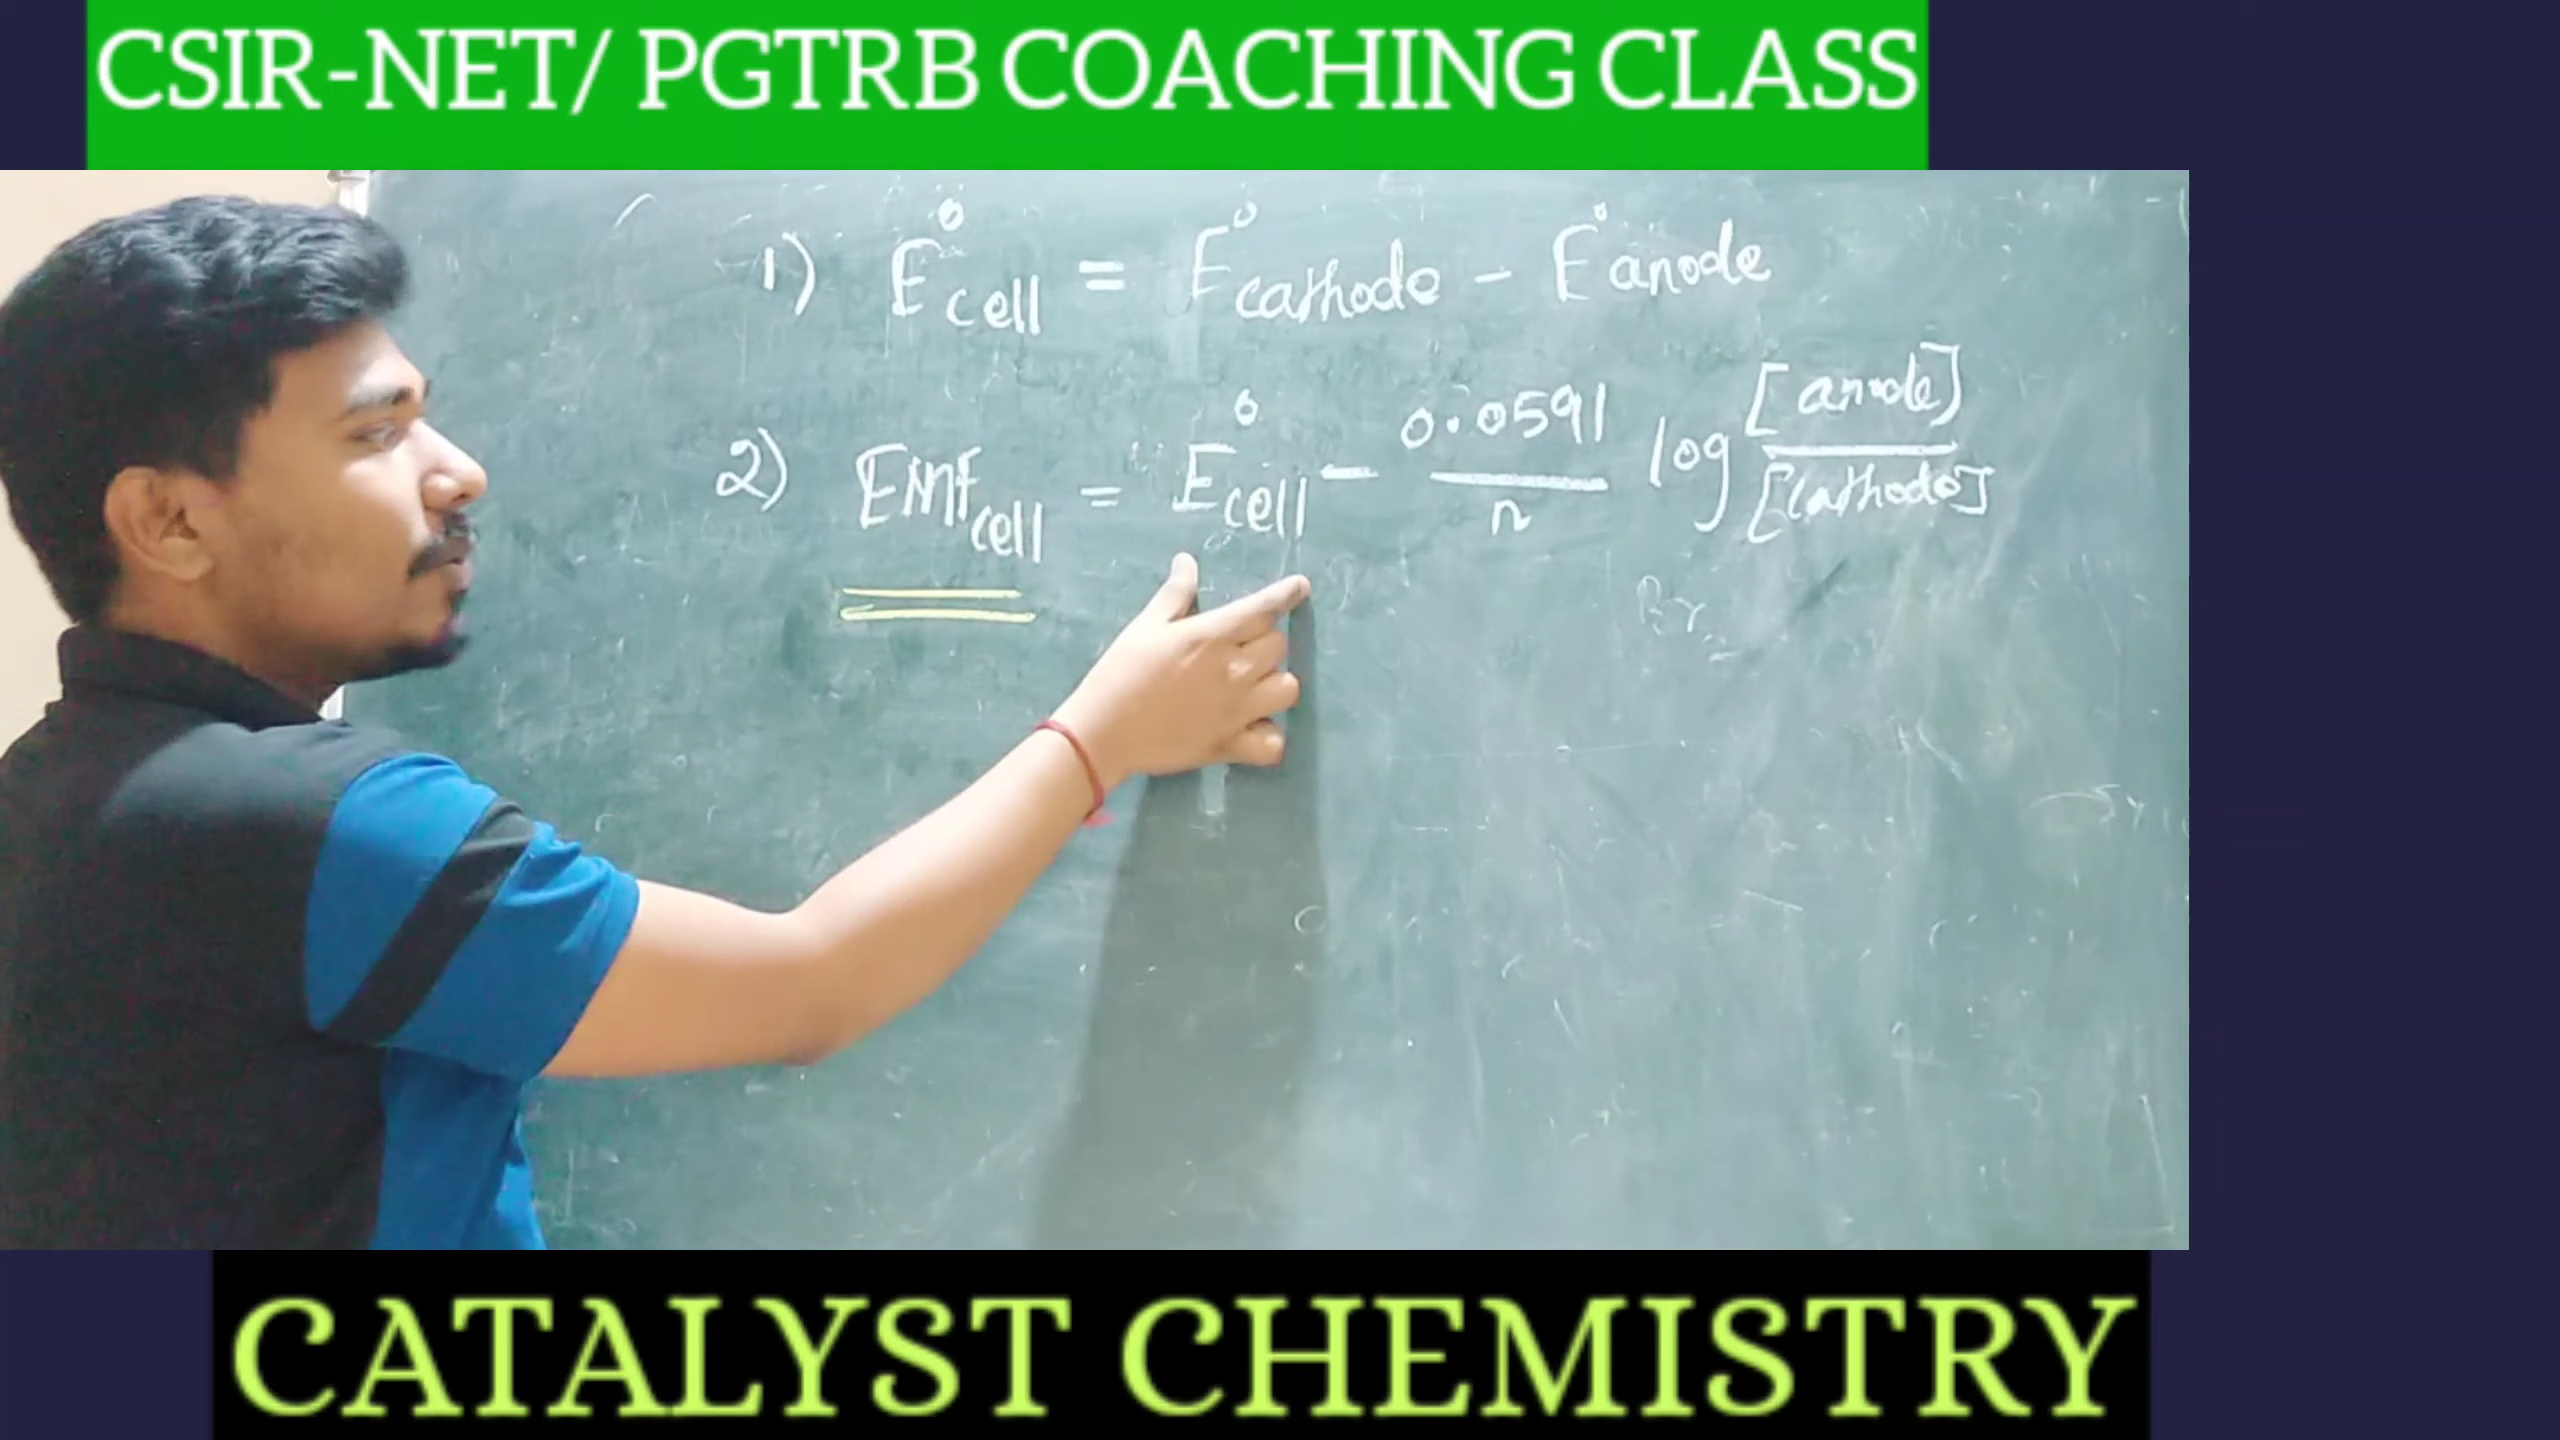 CSIR-NET/ PGTRB COACHING CLASS
1) E°cell = E°cathode - E°anode
2) EMFcell = E°cell - 0.0591/n log [anode]/[cathode]
Br
CATALYST CHEMISTRY